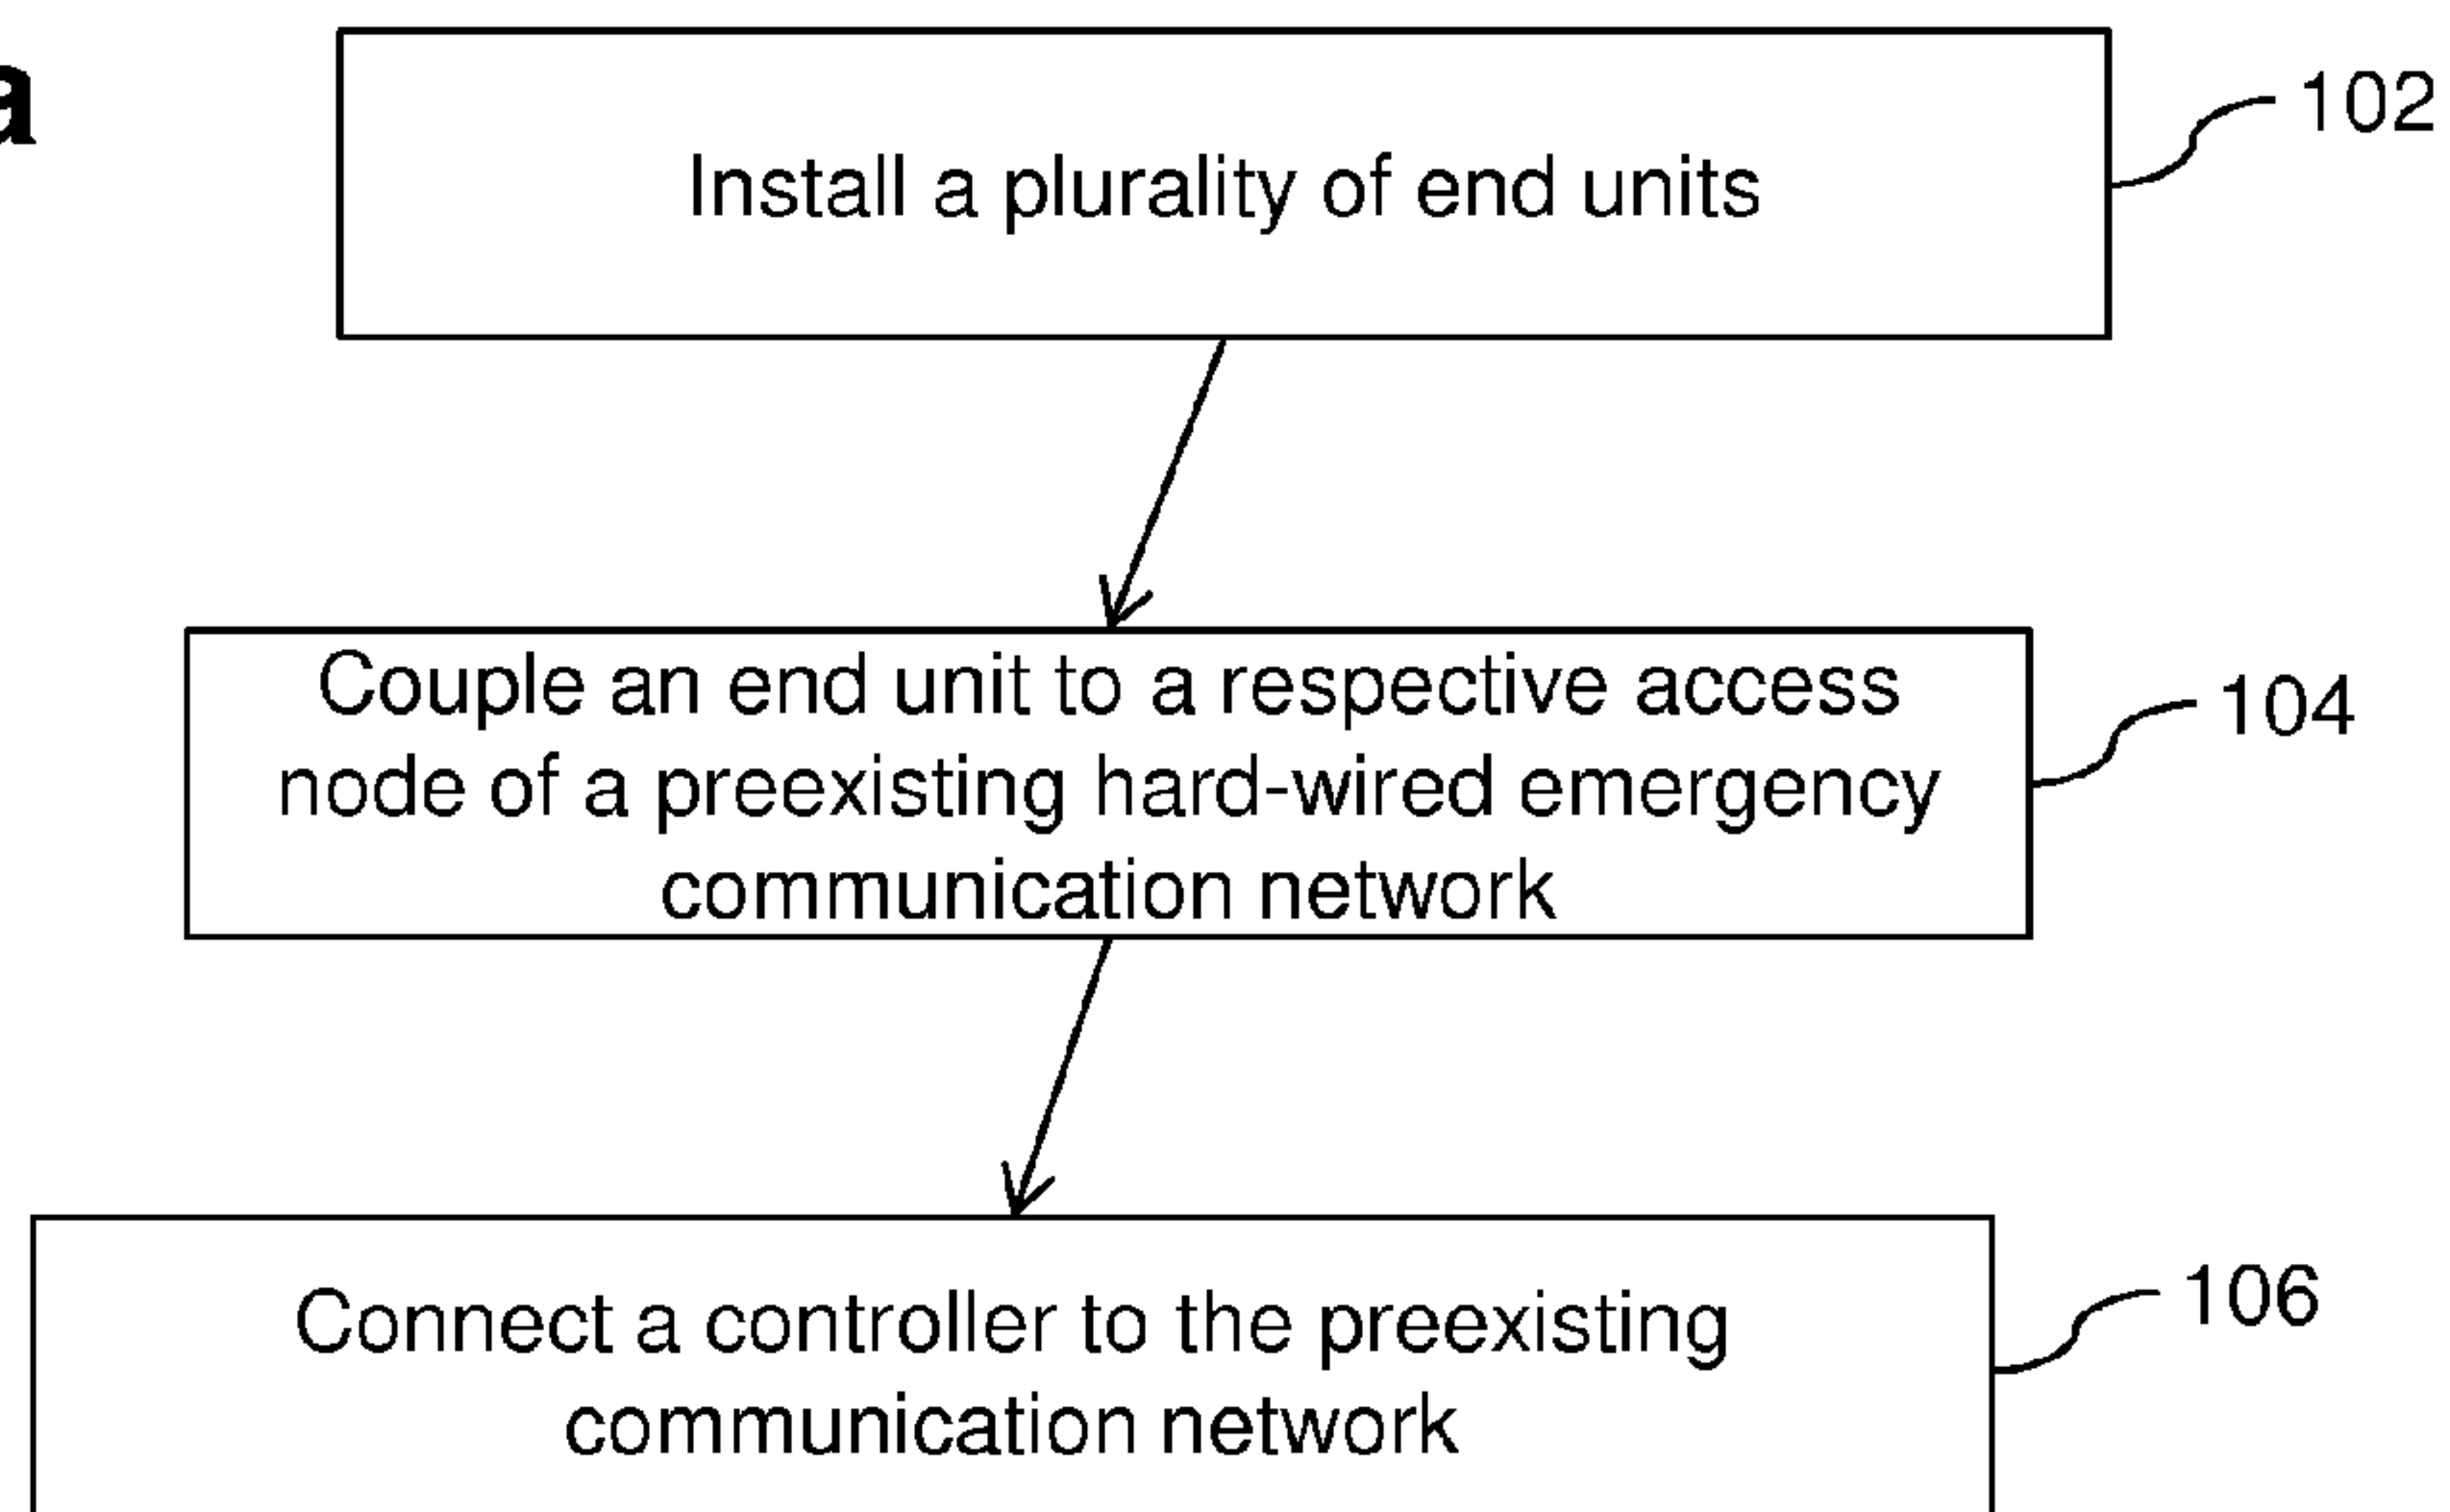 a
Install a plurality of end units
102
Couple an end unit to a respective access
node of a preexisting hard-wired emergency
communication network
104
Connect a controller to the preexisting
communication network
106